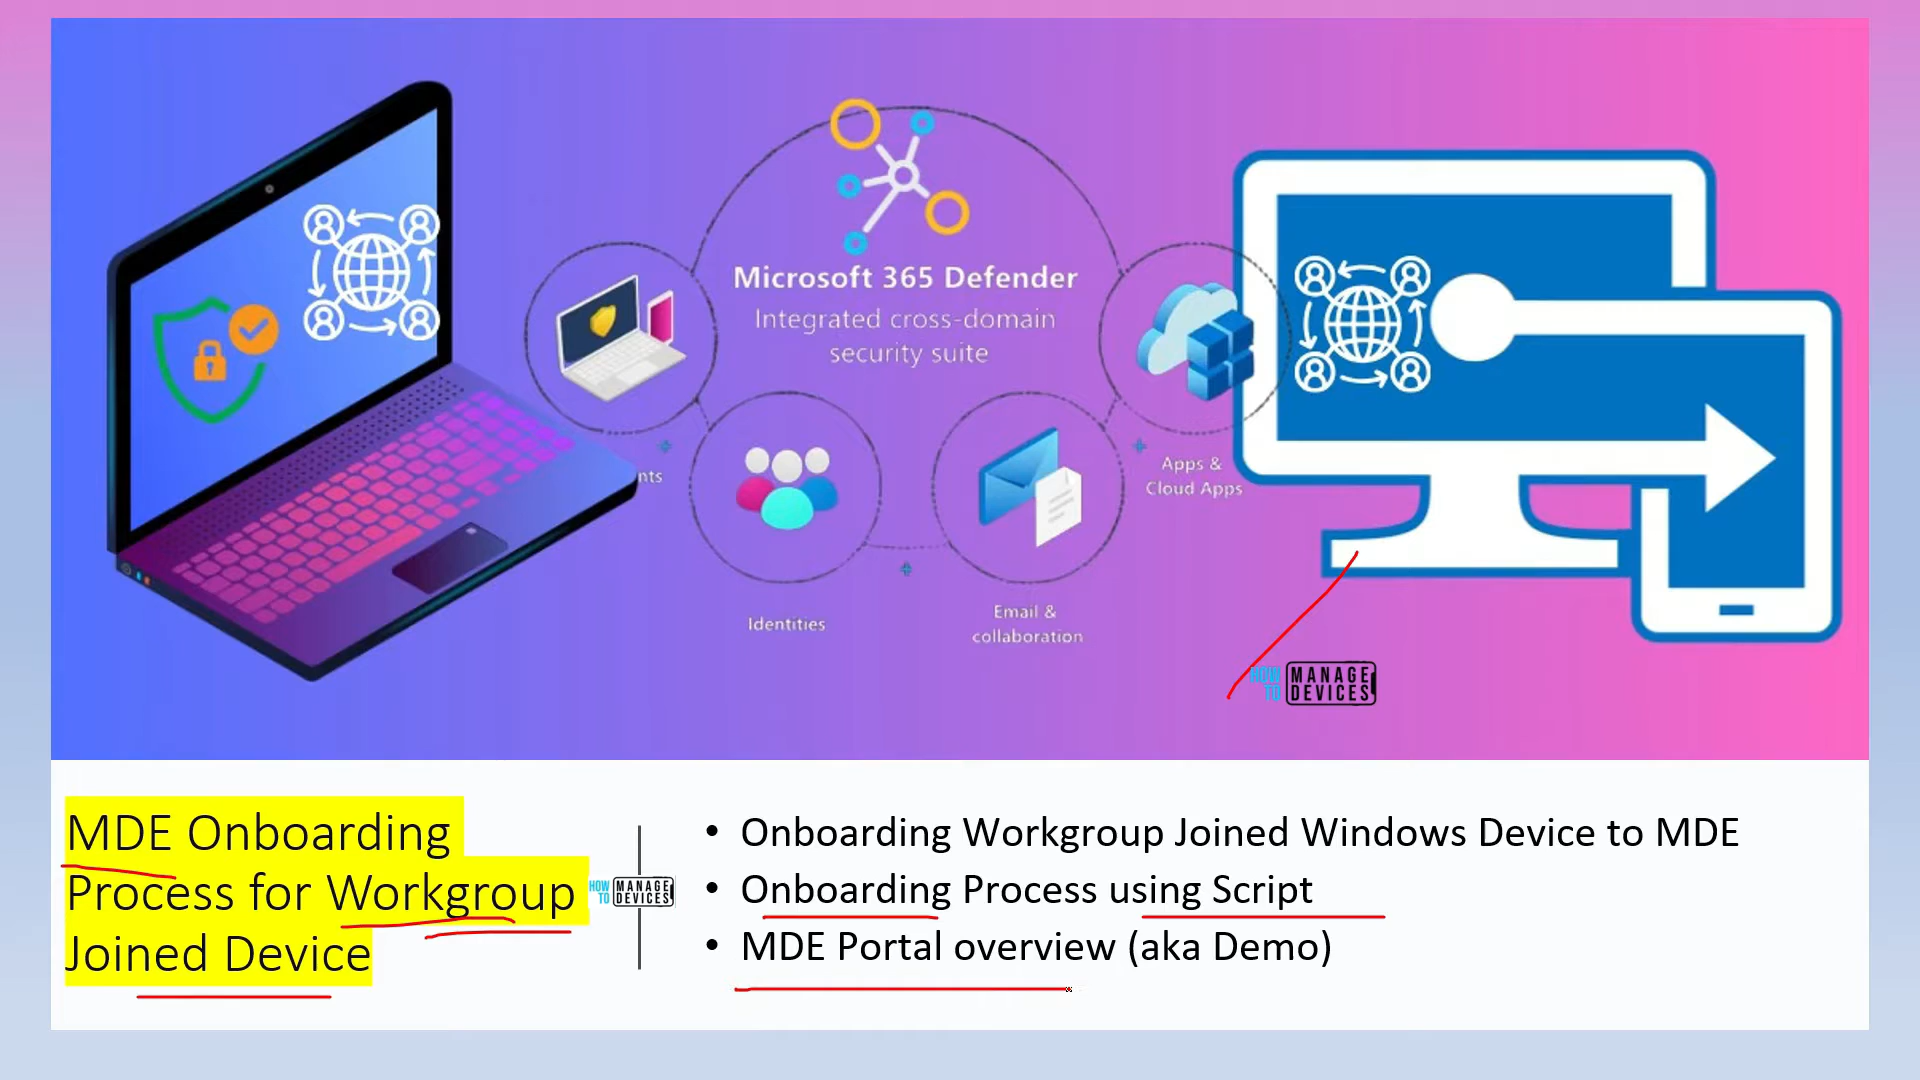 Microsoft 365 Defender
Integrated cross-domain
security suite
nts
Identities
Email &
collaboration
Apps &
Cloud Apps
HOW TO MANAGE DEVICES
MDE Onboarding
Process for Workgroup
Joined Device
HOW TO MANAGE DEVICES
• Onboarding Workgroup Joined Windows Device to MDE
• Onboarding Process using Script
• MDE Portal overview (aka Demo)